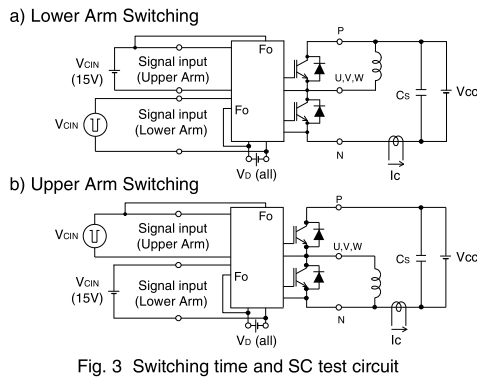 a) Lower Arm Switching
P
Fo
VCIN
(15V)
Signal input
(Upper Arm)
U,V,W
CS
VCC
Signal input
(Lower Arm)
Fo
VCIN
N
VD (all)
IC
b) Upper Arm Switching
P
Fo
VCIN
Signal input
(Upper Arm)
U,V,W
CS
VCC
VCIN
(15V)
Signal input
(Lower Arm)
Fo
N
VD (all)
IC
Fig. 3 Switching time and SC test circuit